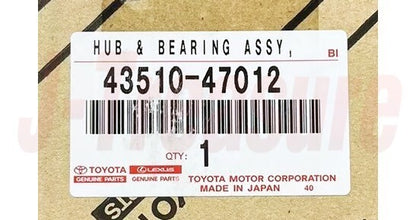 HUB & BEARING ASSY, BI
43510-47012
QTY: 1
TOYOTA LEXUS TOYOTA MOTOR CORPORATION
GENUINE PARTS GENUINE PARTS MADE IN JAPAN 40
TS